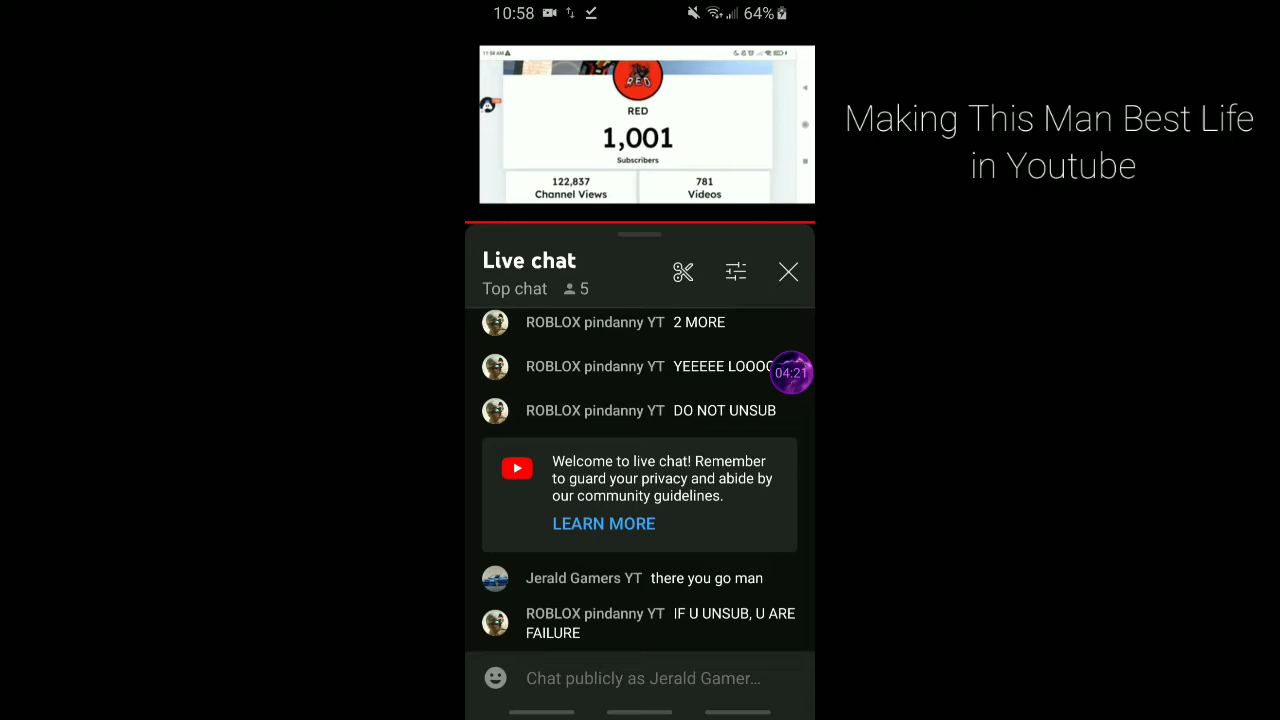 10:58
64%
11:58 AM
RED
RED
1,001
Subscribers
122,837
Channel Views
781
Videos
Making This Man Best Life
in Youtube
Live chat
Top chat 5
ROBLOX pindanny YT 2 MORE
ROBLOX pindanny YT YEEEEE LOOOO
04:21
ROBLOX pindanny YT DO NOT UNSUB
Welcome to live chat! Remember
to guard your privacy and abide by
our community guidelines.
LEARN MORE
Jerald Gamers YT there you go man
ROBLOX pindanny YT IF U UNSUB, U ARE
FAILURE
Chat publicly as Jerald Gamer...